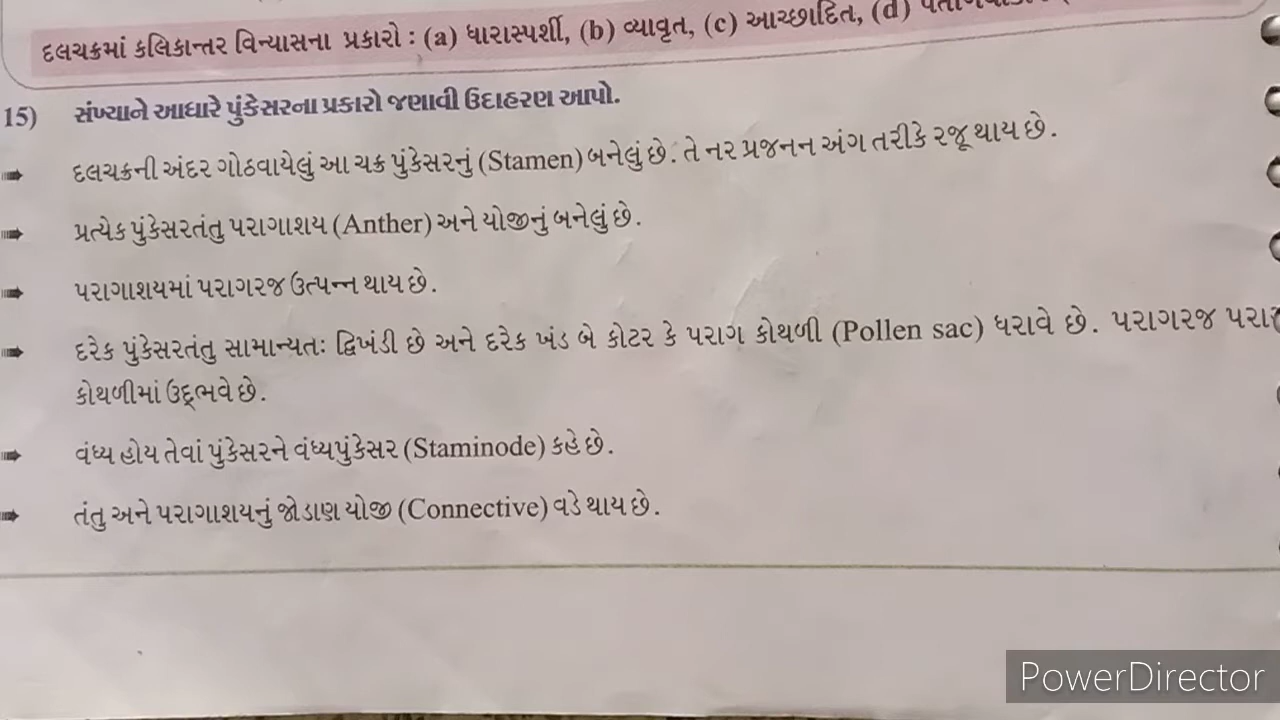 દલચક્રમાં કલિકાન્તર વિન્યાસના પ્રકારો : (a) ધારાસ્પર્શી, (b) વ્યાવૃત, (c) આચ્છાદિત, (d)
15) સંખ્યાને આધારે પુંકેસરના પ્રકારો જણાવી ઉદાહરણ આપો.
➠ દલચક્રની અંદર ગોઠવાયેલું આ ચક્ર પુંકેસરનું (Stamen) બનેલું છે. તે નર પ્રજનન અંગ તરીકે રજૂ થાય છે.
➠ પ્રત્યેક પુંકેસરતંતુ પરાગાશય (Anther) અને યોજીનું બનેલું છે.
➠ પરાગાશયમાં પરાગરજ ઉત્પન્ન થાય છે.
➠ દરેક પુંકેસરતંતુ સામાન્યતઃ દ્વિખંડી છે અને દરેક ખંડ બે કોટર કે પરાગ કોથળી (Pollen sac) ધરાવે છે. પરાગરજ પરાગ
કોથળીમાં ઉદ્દ્ભવે છે.
➠ વંધ્ય હોય તેવાં પુંકેસરને વંધ્યપુંકેસર (Staminode) કહે છે.
➠ તંતુ અને પરાગાશયનું જોડાણ યોજી (Connective) વડે થાય છે.
PowerDirector